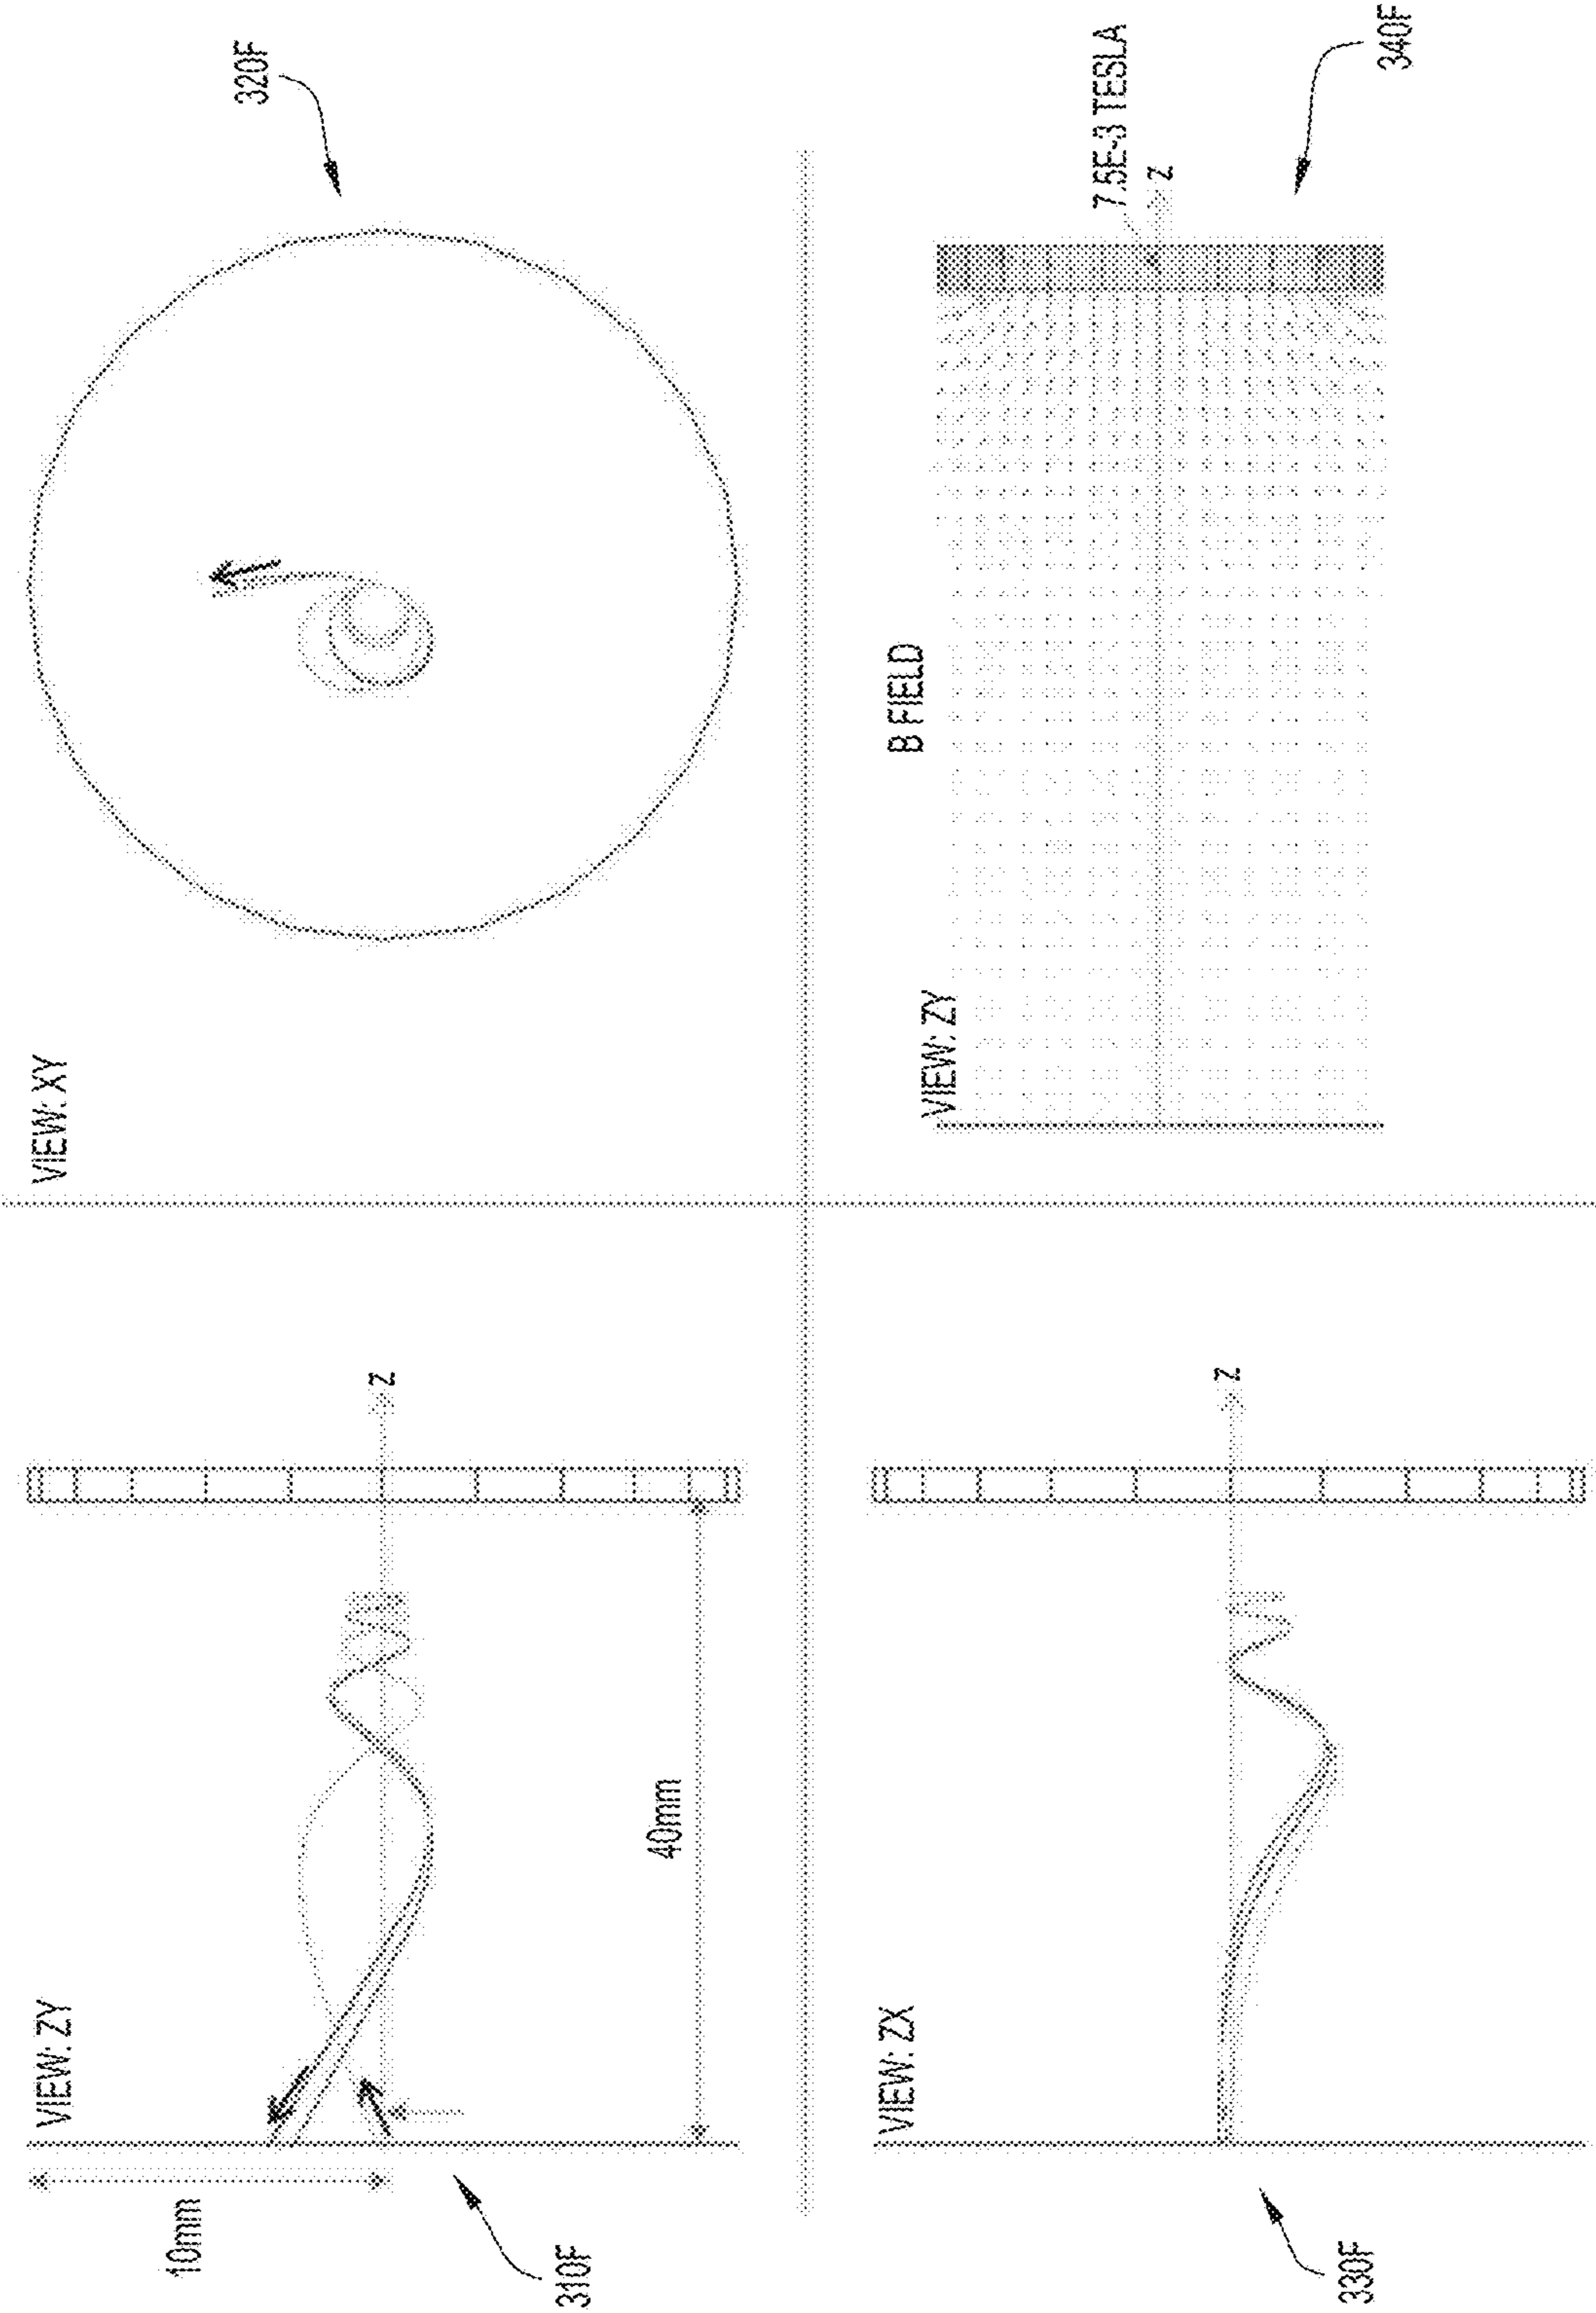 VIEW: ZY
10mm
40mm
Z
310F
VIEW: XY
320F
VIEW: ZX
Z
330F
B FIELD
VIEW: ZY
7.5E-3 TESLA
Z
340F